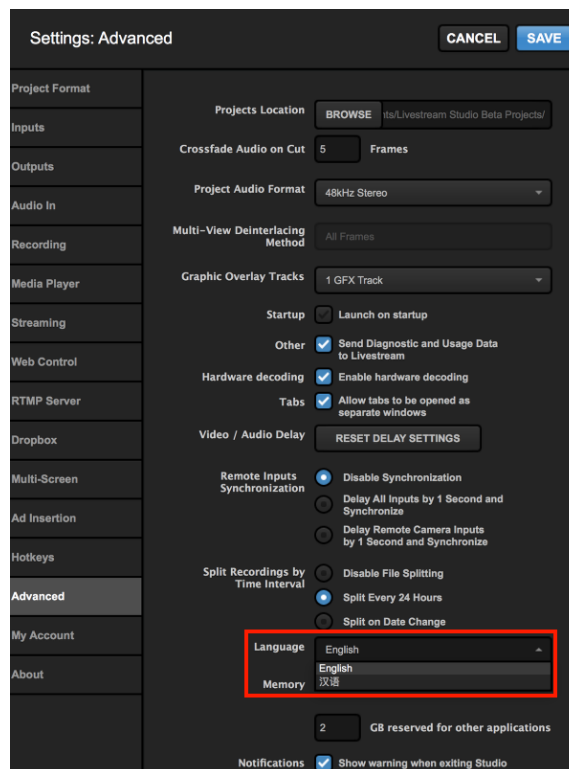 Settings: Advanced
CANCEL
SAVE
Project Format
Inputs
Outputs
Audio In
Recording
Media Player
Streaming
Web Control
RTMP Server
Dropbox
Multi-Screen
Ad Insertion
Hotkeys
Advanced
My Account
About
Projects Location
BROWSE
Livestream Studio Beta Projects/
Crossfade Audio on Cut
5 Frames
Project Audio Format
48kHz Stereo
Multi-View Deinterlacing
Method
All Frames
Graphic Overlay Tracks
1 GFX Track
Startup
Launch on startup
Other
Send Diagnostic and Usage Data
to Livestream
Hardware decoding
Enable hardware decoding
Tabs
Allow tabs to be opened as
separate windows
Video / Audio Delay
RESET DELAY SETTINGS
Remote Inputs
Synchronization
Disable Synchronization
Delay All Inputs by 1 Second and
Synchronize
Delay Remote Camera Inputs
by 1 Second and Synchronize
Split Recordings by
Time Interval
Disable File Splitting
Split Every 24 Hours
Split on Date Change
Language
English
English
汉语
Memory
2 GB reserved for other applications
Notifications
Show warning when exiting Studio